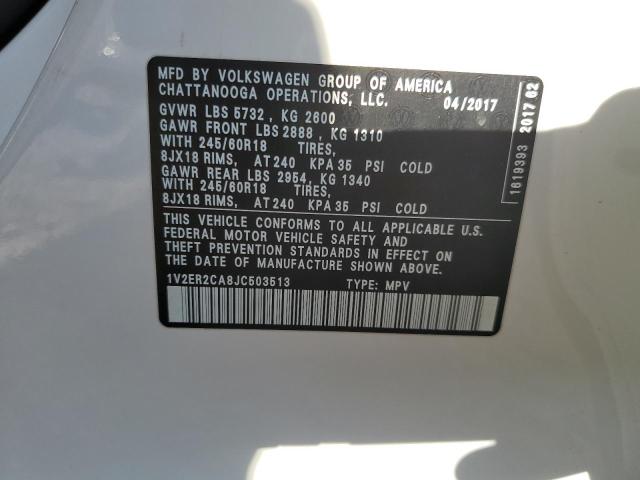 MFD BY VOLKSWAGEN GROUP OF AMERICA
CHATTANOOGA OPERATIONS, LLC. 04/2017
GVWR LBS 5732 , KG 2600
GAWR FRONT LBS 2888 , KG 1310
WITH 245/60R18 TIRES,
8JX18 RIMS, AT 240 KPA 35 PSI COLD
GAWR REAR LBS 2954, KG 1340
WITH 245/60R18 TIRES,
8JX18 RIMS, AT 240 KPA 35 PSI COLD
THIS VEHICLE CONFORMS TO ALL APPLICABLE U.S.
FEDERAL MOTOR VEHICLE SAFETY AND
THEFT PREVENTION STANDARDS IN EFFECT ON
DATE OF MANUFACTURE SHOWN ABOVE
1V2ER2CA8JC503513 TYPE: MPV
1619393 2017 02